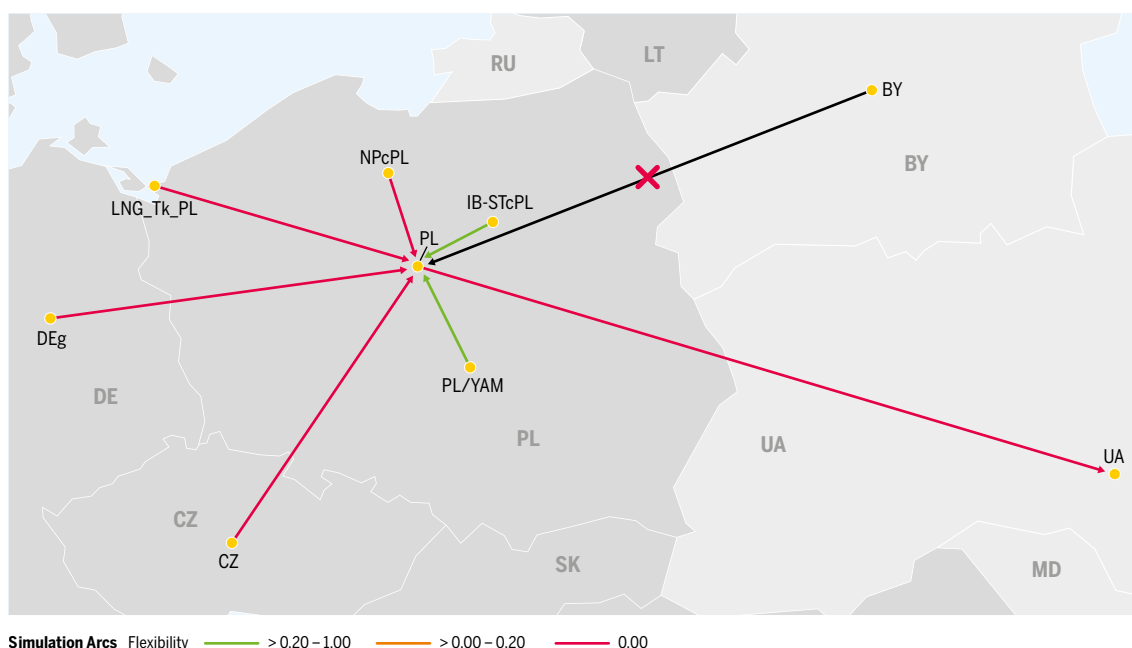 RU
LT
BY
BY
NPcPL
IB-STcPL
LNG_Tk_PL
PL
DEg
PL/YAM
DE
PL
UA
UA
CZ
CZ
SK
MD
Simulation Arcs Flexibility > 0.20 – 1.00 > 0.00 – 0.20 0.00